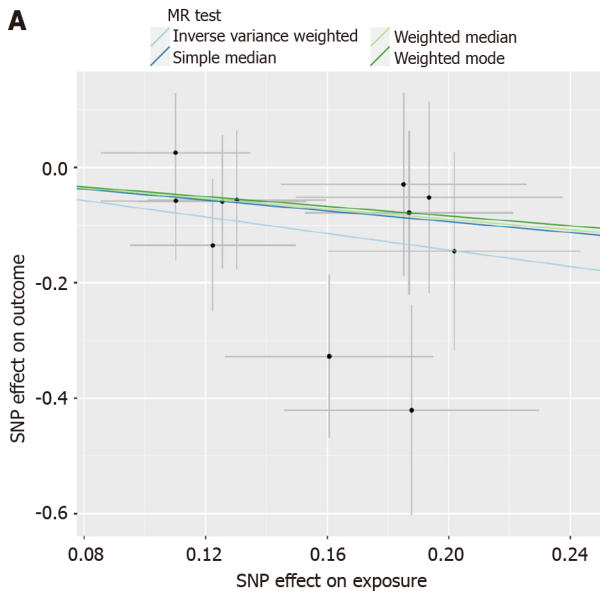 A
MR test
Inverse variance weighted
Weighted median
Simple median
Weighted mode
SNP effect on outcome
0.0
-0.2
-0.4
-0.6
0.08 0.12 0.16 0.20 0.24
SNP effect on exposure